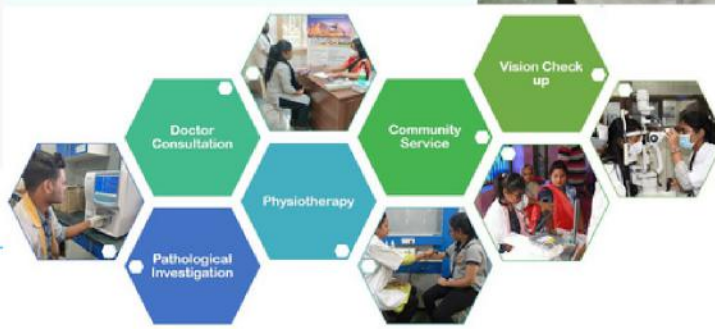 Vision Check
up
Doctor
Consultation
Community
Service
Physiotherapy
Pathological
Investigation